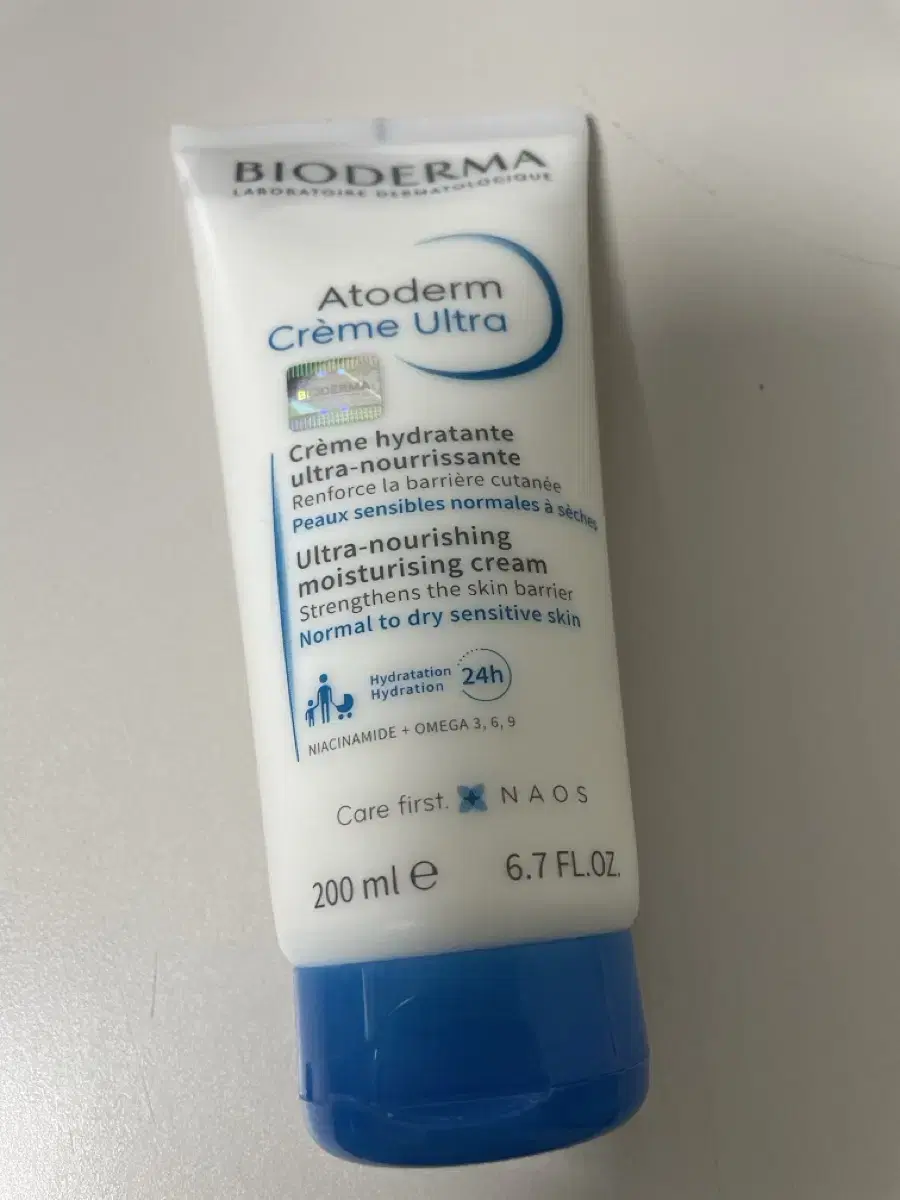 BIODERMA
LABORATOIRE DERMATOLOGIQUE
Atoderm
Crème Ultra
BIODERMA
Crème hydratante
ultra-nourrissante
Renforce la barrière cutanée
Peaux sensibles normales à sèches
Ultra-nourishing
moisturising cream
Strengthens the skin barrier
Normal to dry sensitive skin
Hydratation
Hydration
24h
NIACINAMIDE + OMEGA 3, 6, 9
Care first. NAOS
200 ml e 6.7 FL.OZ.